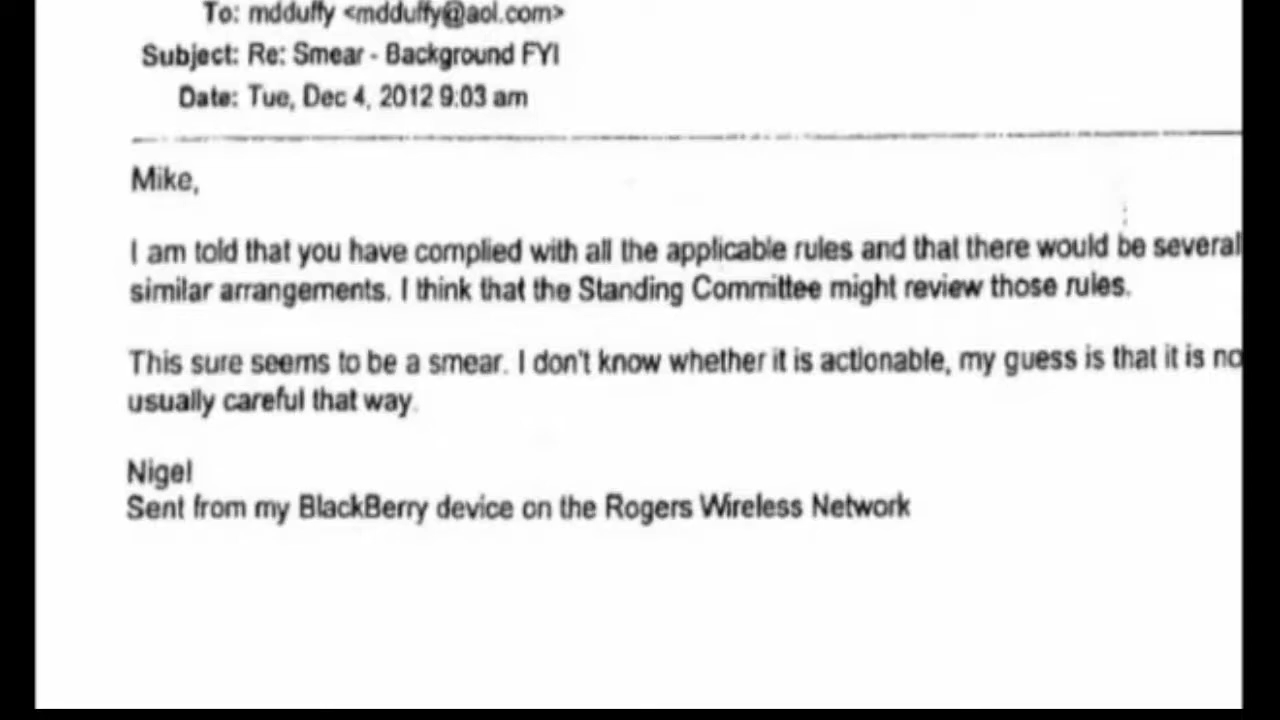 To: mdduffy <mdduffy@aol.com>
Subject: Re: Smear - Background FYI
Date: Tue, Dec 4, 2012 9:03 am
Mike,
I am told that you have complied with all the applicable rules and that there would be several
similar arrangements. I think that the Standing Committee might review those rules.
This sure seems to be a smear. I don't know whether it is actionable, my guess is that it is no
usually careful that way.
Nigel
Sent from my BlackBerry device on the Rogers Wireless Network